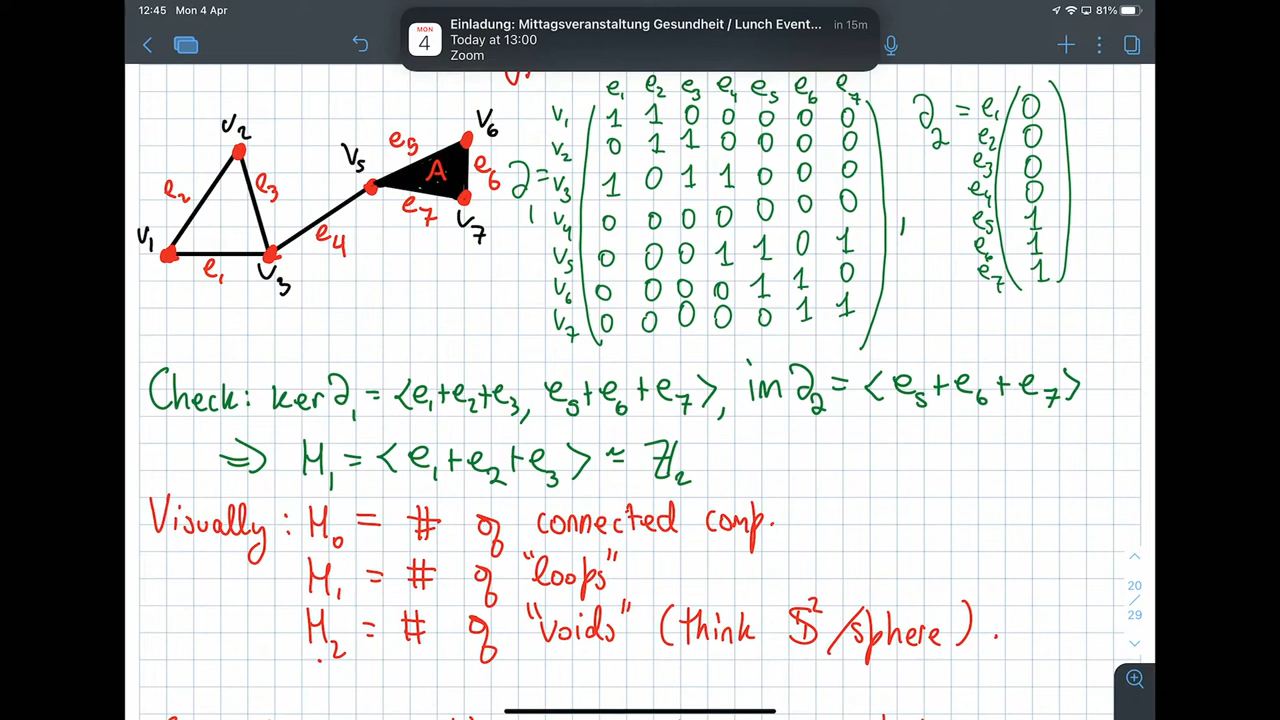 12:45 Mon 4 Apr
81%
MON
4
Einladung: Mittagsveranstaltung Gesundheit / Lunch Event...
in 15m
Today at 13:00
Zoom
v₂
v₆
v₅
e₅
e₆
A
e₂
e₃
e₇
v₇
v₁
e₄
e₁
v₃
e₁ e₂ e₃ e₄ e₅ e₆ e₇
v₁ 1 1 0 0 0 0 0
v₂ 0 1 1 0 0 0 0
∂₁ = v₃ 1 0 1 1 0 0 0
v₄ 0 0 0 0 0 0 0
v₅ 0 0 0 1 1 0 1
v₆ 0 0 0 0 1 1 0
v₇ 0 0 0 0 0 1 1
,
∂₂ = e₁ 0
e₂ 0
e₃ 0
e₄ 0
e₅ 1
e₆ 1
e₇ 1
Check: ker ∂₁ = <e₁+e₂+e₃, e₅+e₆+e₇>, im ∂₂ = <e₅+e₆+e₇>
⇒ H₁ = <e₁+e₂+e₃> ≃ ℤ₂
Visually: H₀ = # of connected comp.
H₁ = # of "loops"
H₂ = # of "voids" (think S²/sphere).
20
/
29